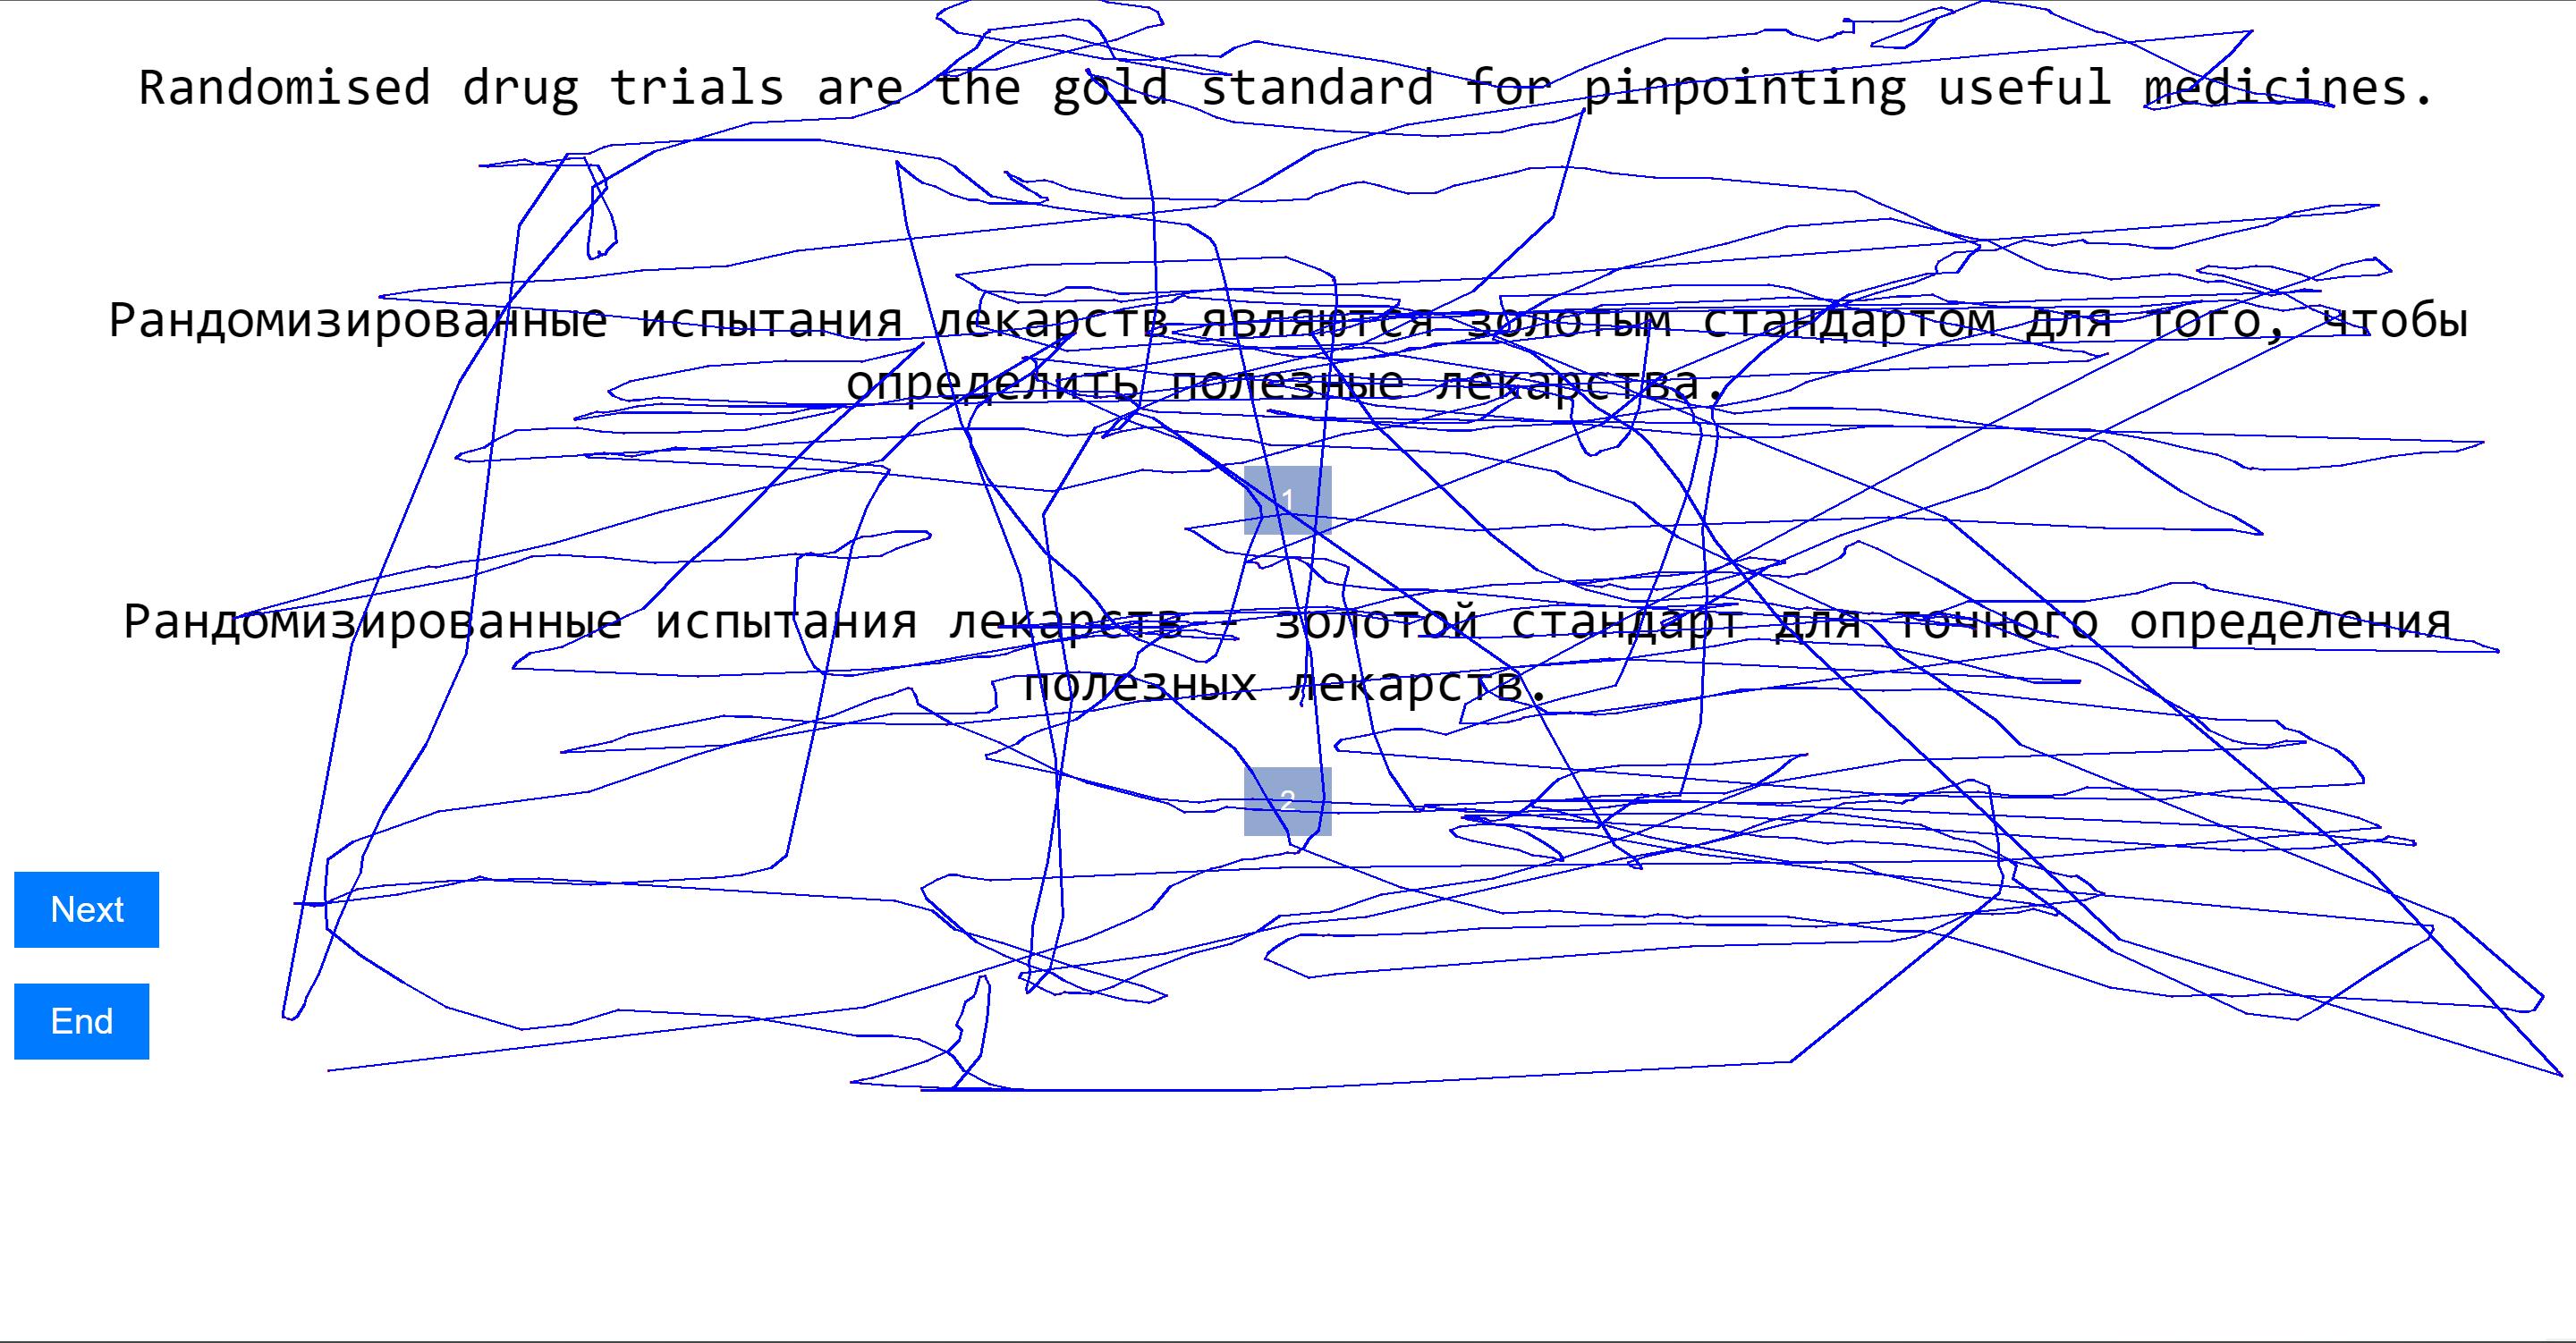 Randomised drug trials are the gold standard for pinpointing useful medicines.
Рандомизированные испытания лекарств являются золотым стандартом для того, чтобы
определить полезные лекарства.
1
Рандомизированные испытания лекарств - золотой стандарт для точного определения
полезных лекарств.
2
Next
End